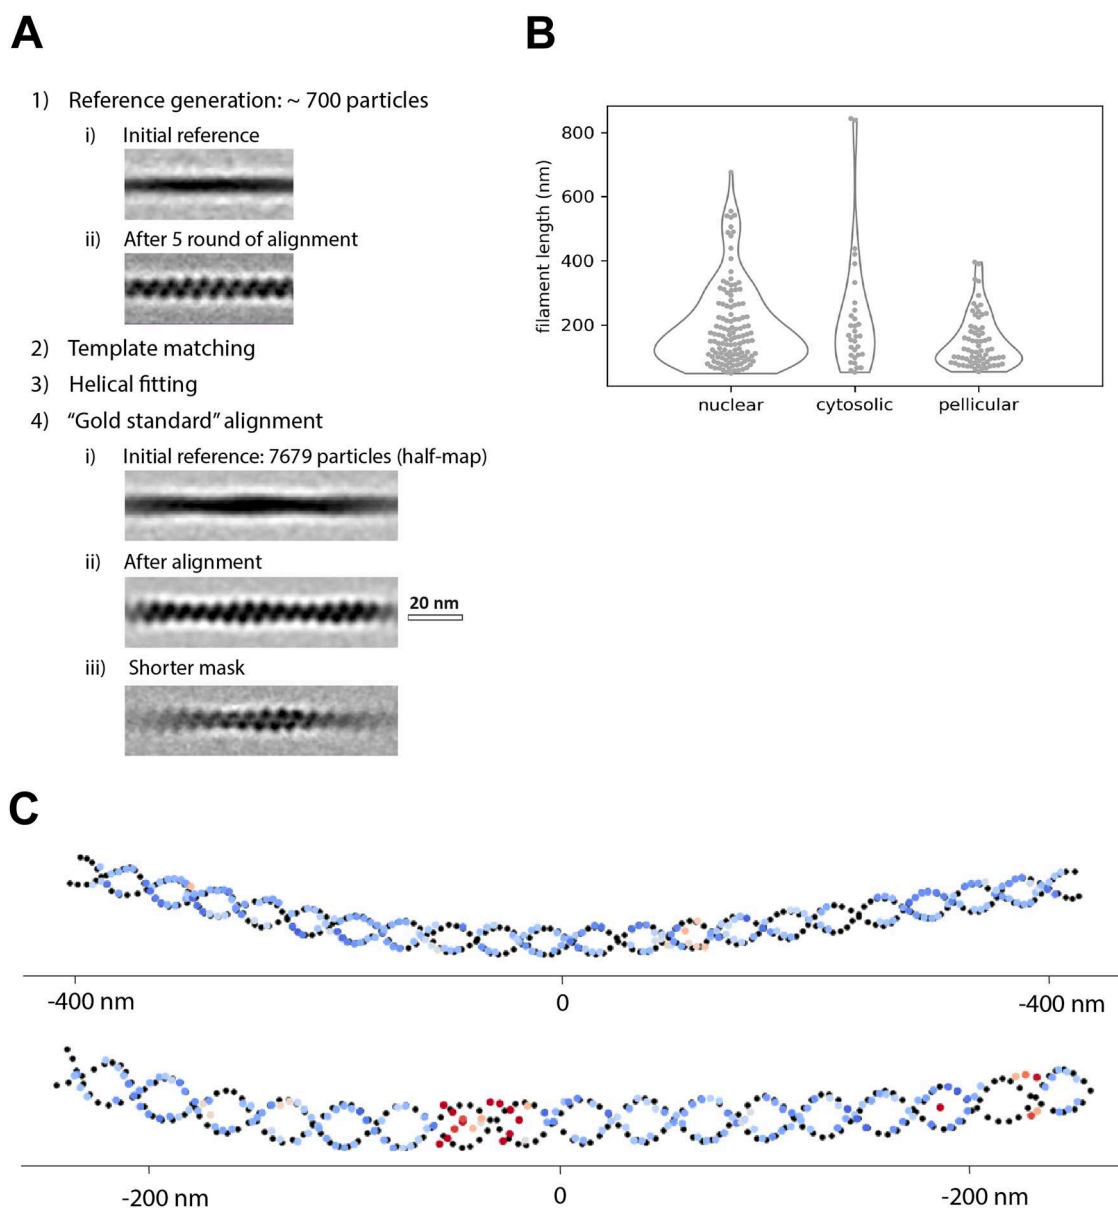 A
1) Reference generation: ~ 700 particles
i) Initial reference
ii) After 5 round of alignment
2) Template matching
3) Helical fitting
4) “Gold standard” alignment
i) Initial reference: 7679 particles (half-map)
ii) After alignment
20 nm
iii) Shorter mask
B
filament length (nm)
800
600
400
200
nuclear cytosolic pellicular
C
-400 nm 0 -400 nm
-200 nm 0 -200 nm